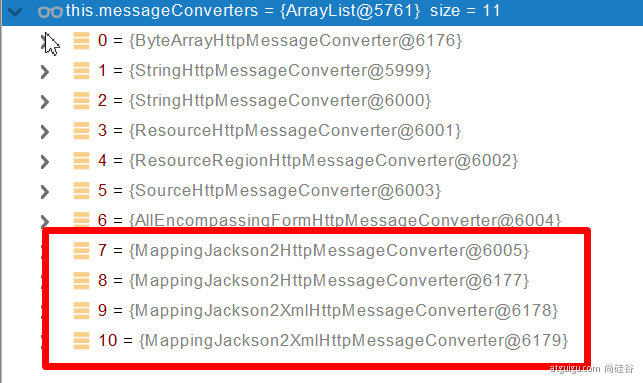 this.messageConverters = {ArrayList@5761} size = 11
0 = {ByteArrayHttpMessageConverter@6176}
1 = {StringHttpMessageConverter@5999}
2 = {StringHttpMessageConverter@6000}
3 = {ResourceHttpMessageConverter@6001}
4 = {ResourceRegionHttpMessageConverter@6002}
5 = {SourceHttpMessageConverter@6003}
6 = {AllEncompassingFormHttpMessageConverter@6004}
7 = {MappingJackson2HttpMessageConverter@6005}
8 = {MappingJackson2HttpMessageConverter@6177}
9 = {MappingJackson2XmlHttpMessageConverter@6178}
10 = {MappingJackson2XmlHttpMessageConverter@6179}
atguigu.com 尚硅谷